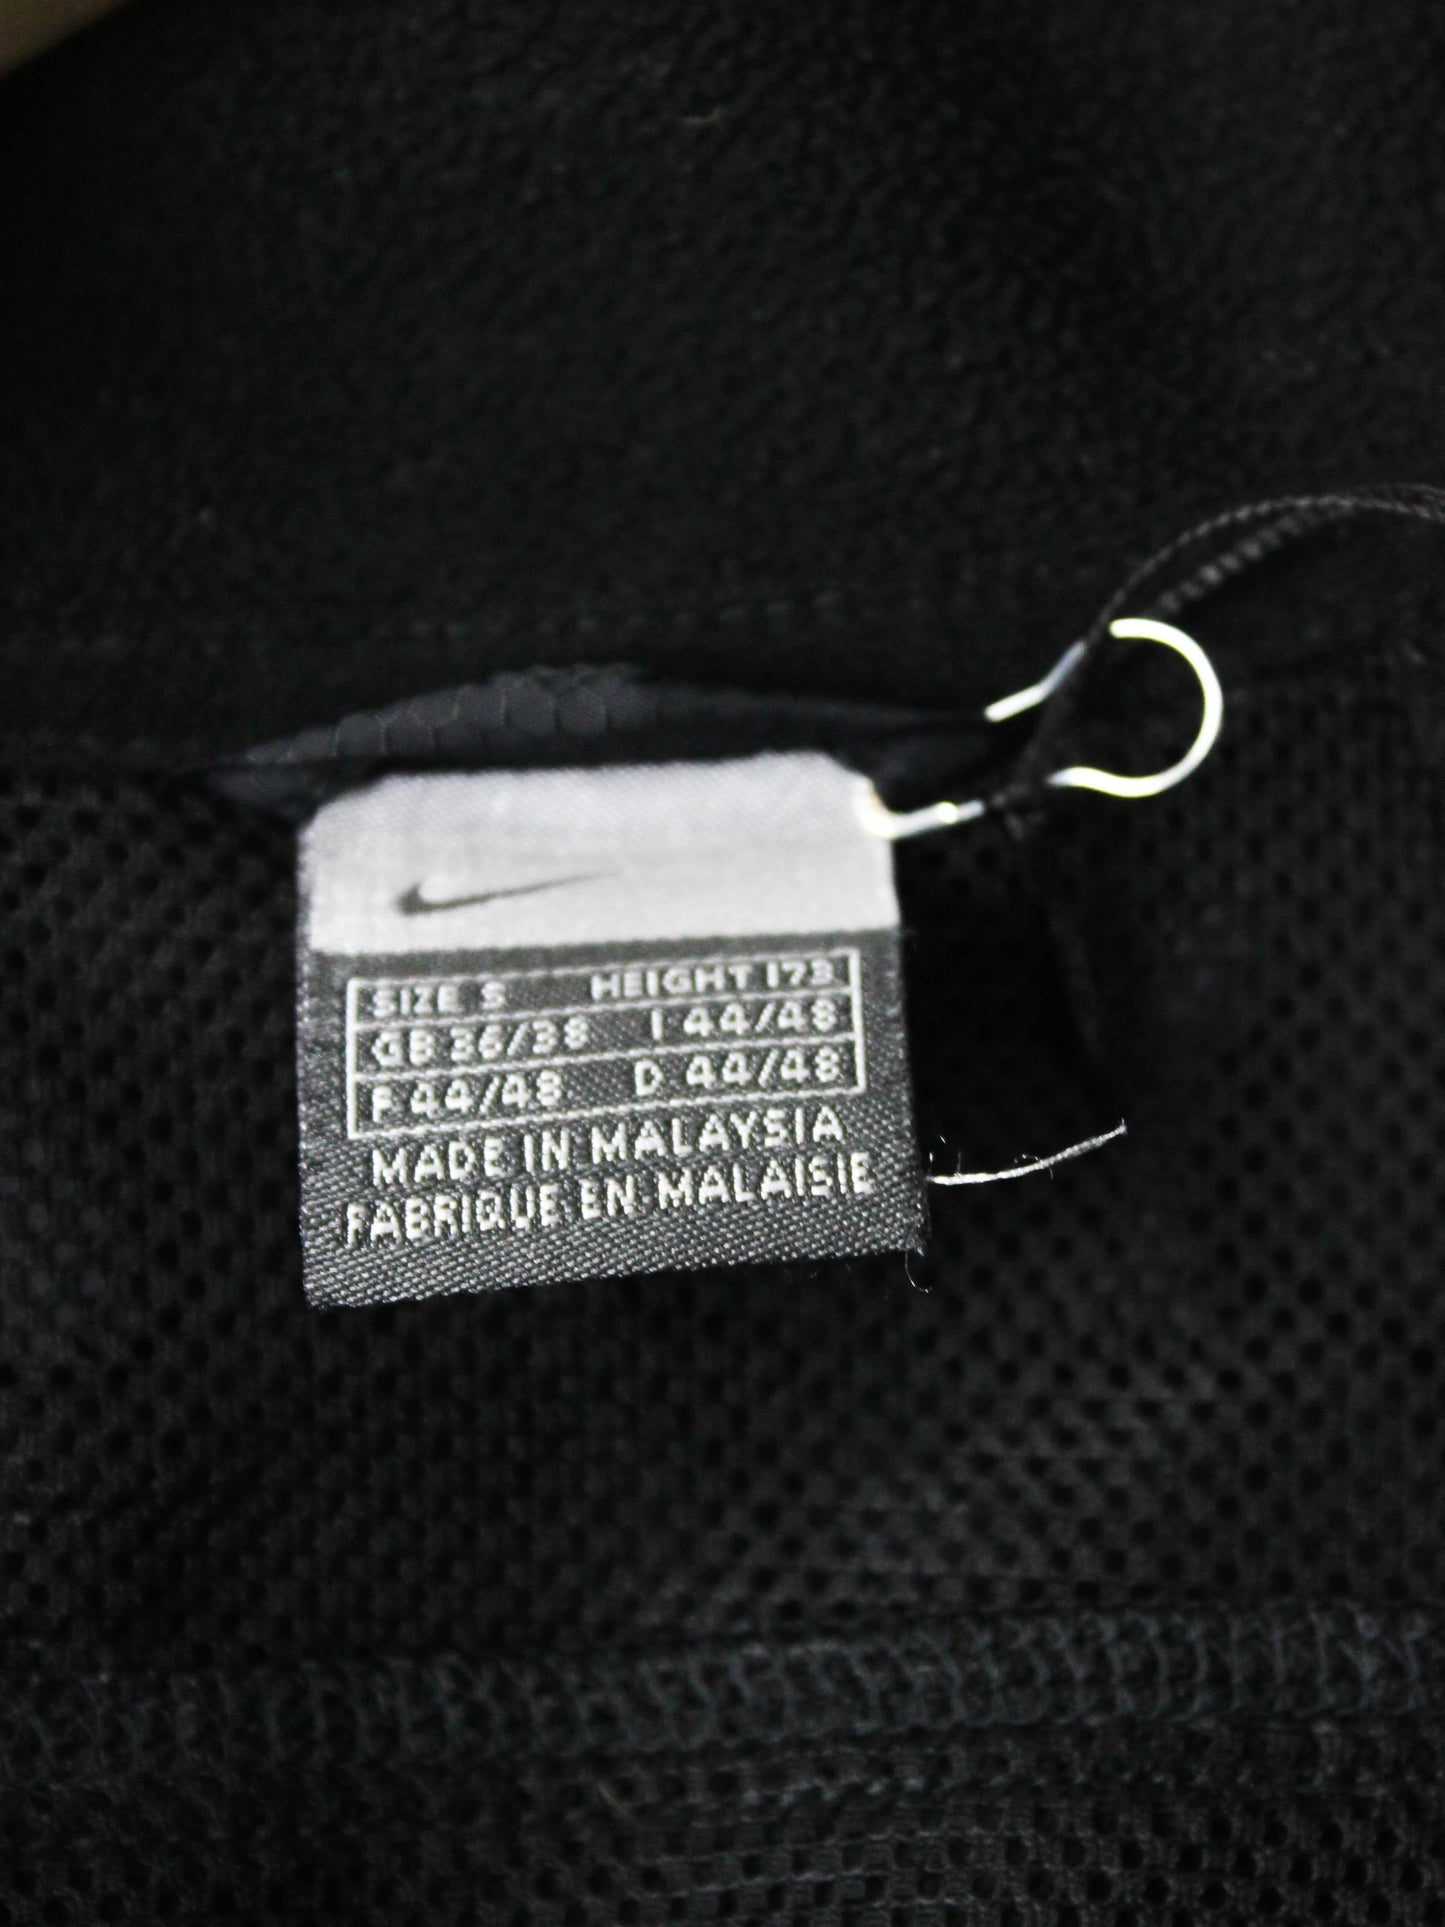 SIZE S HEIGHT 173
GB 36/38 I 44/48
F 44/48 D 44/48
MADE IN MALAYSIA
FABRIQUE EN MALAISIE